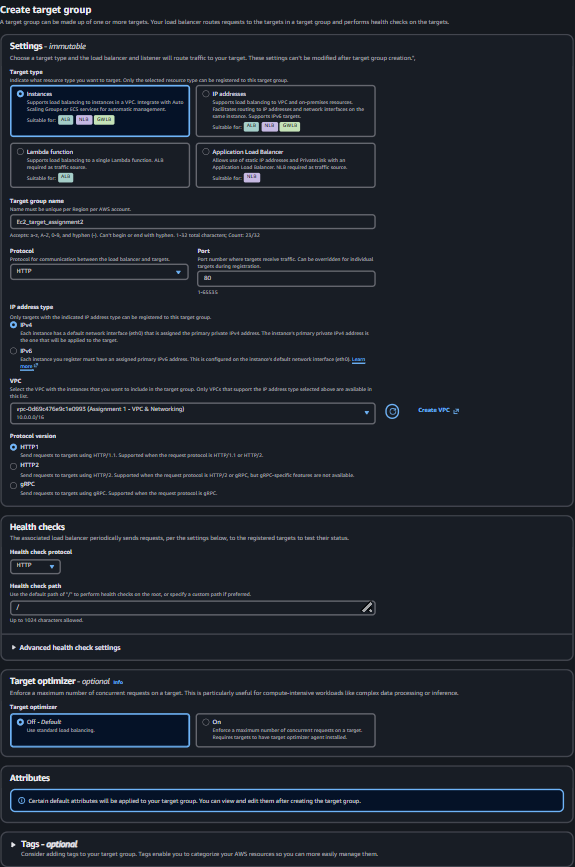 Create target group
A target group can be made up of one or more targets. Your load balancer routes requests to the targets in a target group and performs health checks on the targets.
Settings - immutable
Choose a target type and the load balancer and listener will route traffic to your target. These settings can't be modified after target group creation.",
Target type
Indicate what resource type you want to target. Only the selected resource type can be registered to this target group.
Instances
Supports load balancing to instances in a VPC. Integrate with Auto
Scaling Groups or ECS services for automatic management.
Suitable for: ALB NLB GWLB
IP addresses
Supports load balancing to VPC and on-premises resources.
Facilitates routing to IP addresses and network interfaces on the
same instance. Supports IPv6 targets.
Suitable for: ALB NLB GWLB
Lambda function
Supports load balancing to a single Lambda function. ALB
required as traffic source.
Suitable for: ALB
Application Load Balancer
Allows use of static IP addresses and PrivateLink with an
Application Load Balancer. NLB required as traffic source.
Suitable for: NLB
Target group name
Name must be unique per Region per AWS account.
Ec2_target_assignment2
Accepts: a-z, A-Z, 0-9, and hyphen (-). Can't begin or end with hyphen. 1-32 total characters; Count: 23/32
Protocol
Protocol for communication between the load balancer and targets.
HTTP
Port
Port number where targets receive traffic. Can be overridden for individual
targets during registration.
80
1-65535
IP address type
Only targets with the indicated IP address type can be registered to this target group.
IPv4
Each instance has a default network interface (eth0) that is assigned the primary private IPv4 address. The instance's primary private IPv4 address is
the one that will be applied to the target.
IPv6
Each instance you register must have an assigned primary IPv6 address. This is configured on the instance's default network interface (eth0). Learn
more
VPC
Select the VPC with the instances that you want to include in the target group. Only VPCs that support the IP address type selected above are available in
this list.
vpc-0d69c476e9c1e0993 (Assignment 1 - VPC & Networking)
10.0.0.0/16
Create VPC
Protocol version
HTTP1
Send requests to targets using HTTP/1.1. Supported when the request protocol is HTTP/1.1 or HTTP/2.
HTTP2
Send requests to targets using HTTP/2. Supported when the request protocol is HTTP/2 or gRPC, but gRPC-specific features are not available.
gRPC
Send requests to targets using gRPC. Supported when the request protocol is gRPC.
Health checks
The associated load balancer periodically sends requests, per the settings below, to the registered targets to test their status.
Health check protocol
HTTP
Health check path
Use the default path of "/" to perform health checks on the root, or specify a custom path if preferred.
/
Up to 1024 characters allowed.
Advanced health check settings
Target optimizer - optional Info
Enforce a maximum number of concurrent requests on a target. This is particularly useful for compute-intensive workloads like complex data processing or inference.
Target optimizer
Off - Default
Use standard load balancing.
On
Enforce a maximum number of concurrent requests on a target.
Requires targets to have target optimizer agent installed.
Attributes
Certain default attributes will be applied to your target group. You can view and edit them after creating the target group.
Tags - optional
Consider adding tags to your target group. Tags enable you to categorize your AWS resources so you can more easily manage them.